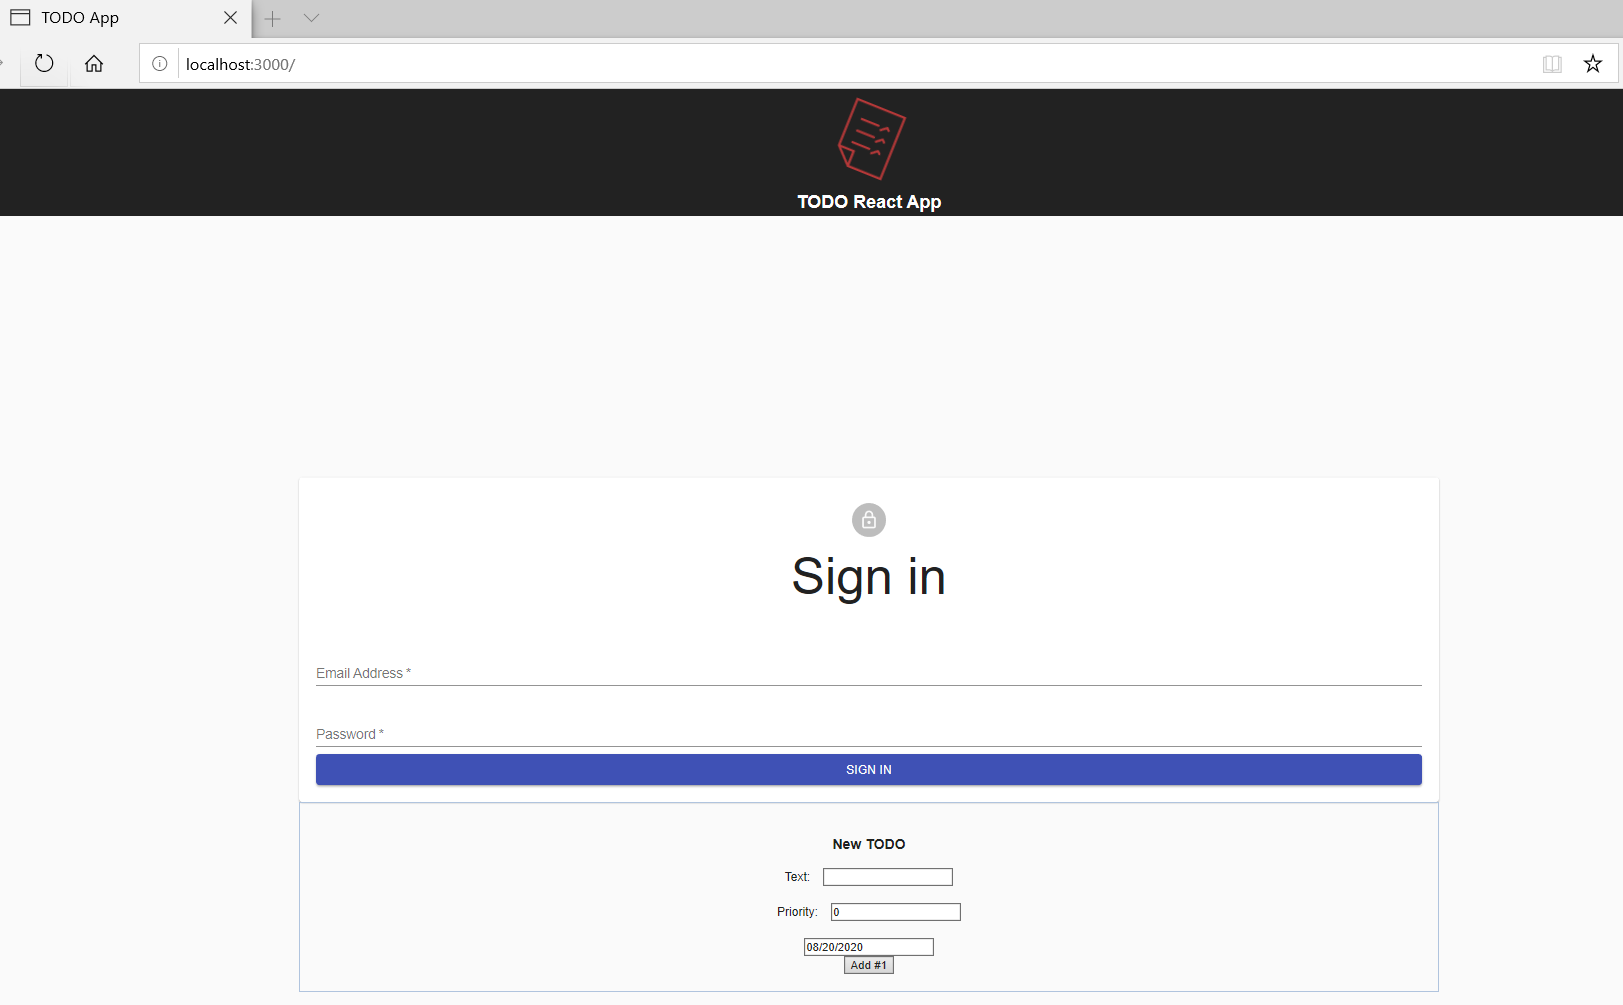 TODO App
localhost:3000/
TODO React App
Sign in
Email Address *
Password *
SIGN IN
New TODO
Text:
Priority: 0
08/20/2020
Add #1